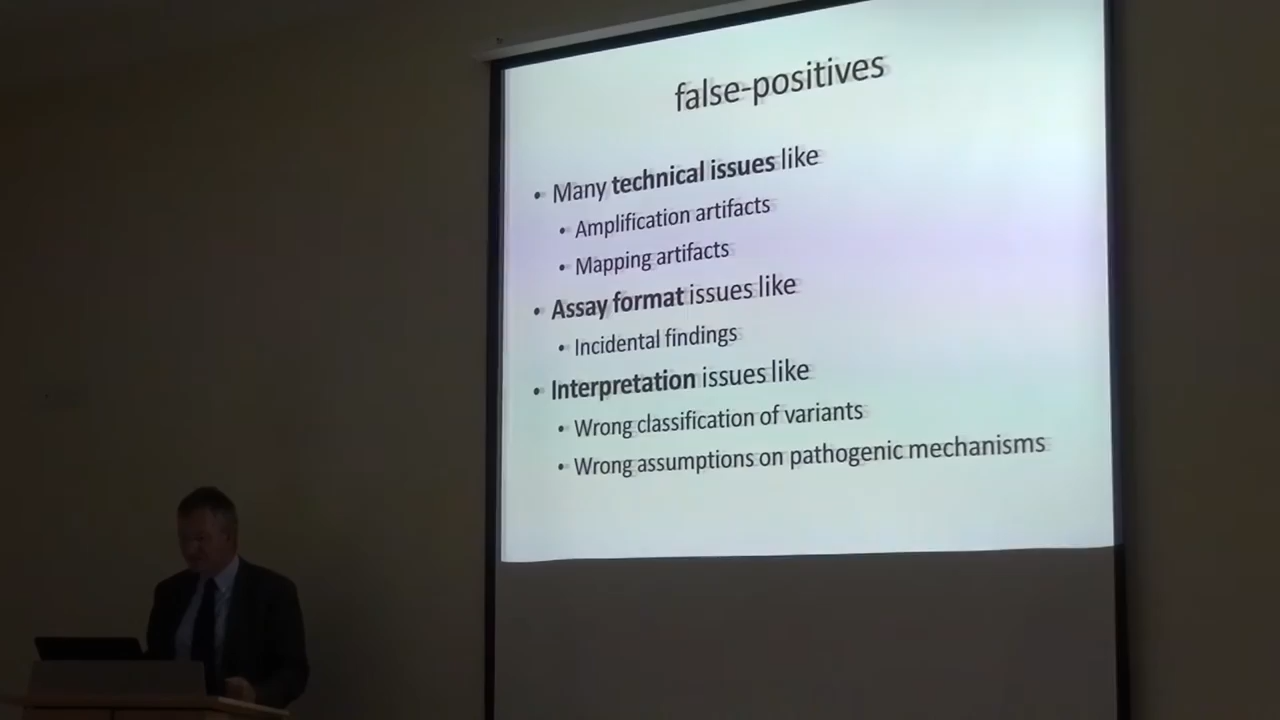 false-positives
• Many technical issues like
• Amplification artifacts
• Mapping artifacts
• Assay format issues like
• Incidental findings
• Interpretation issues like
• Wrong classification of variants
• Wrong assumptions on pathogenic mechanisms